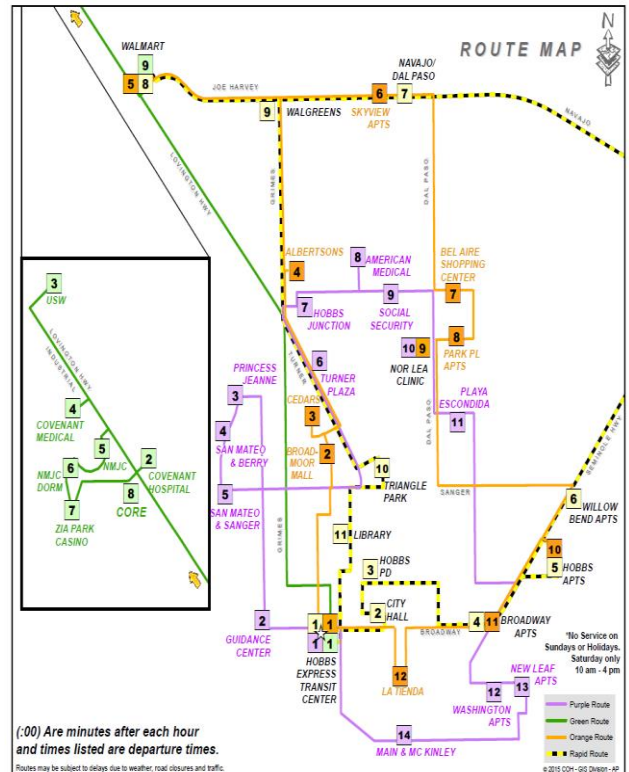 WALMART
9
5 8
JOE HARVEY
9
WALGREENS
6
SKYVIEW
APTS
NAVAJO/
DAL PASO
7
ROUTE MAP
N
NAVAJO
LOVINGTON HWY
GRIMES
DAL PASO
ALBERTSONS
4
8
AMERICAN
MEDICAL
BEL AIRE
SHOPPING
CENTER
7
9
SOCIAL
SECURITY
7
HOBBS
JUNCTION
8
PARK PL
APTS
10 9
NOR LEA
CLINIC
TURNER
6
TURNER
PLAZA
PRINCESS
JEANNE
3
CEDARS
3
PLAYA
ESCONDIDA
11
DAL PASO
SEMINOLE HWY
4
SAN MATEO
& BERRY
BROAD-
MOOR
MALL
2
10
TRIANGLE
PARK
SANGER
5
SAN MATEO
& SANGER
6
WILLOW
BEND APTS
GRIMES
11
LIBRARY
10
5
HOBBS
APTS
3
HOBBS
PD
2
CITY
HALL
2
GUIDANCE
CENTER
1 1
1 1
HOBBS
EXPRESS
TRANSIT
CENTER
BROADWAY
4 11
BROADWAY
APTS
12
LA TIENDA
*No Service on
Sundays or Holidays.
Saturday only
10 am - 4 pm
NEW LEAF
APTS
12
13
WASHINGTON
APTS
14
MAIN & MC KINLEY
3
USW
LOVINGTON HWY
INDUSTRIAL
4
COVENANT
MEDICAL
5
NMJC
6
NMJC
DORM
2
COVENANT
HOSPITAL
7
ZIA PARK
CASINO
8
CORE
Purple Route
Green Route
Orange Route
Rapid Route
(:00) Are minutes after each hour
and times listed are departure times.
Routes may be subject to delays due to weather, road closures and traffic.
© 2015 COH - GIS Division - AP